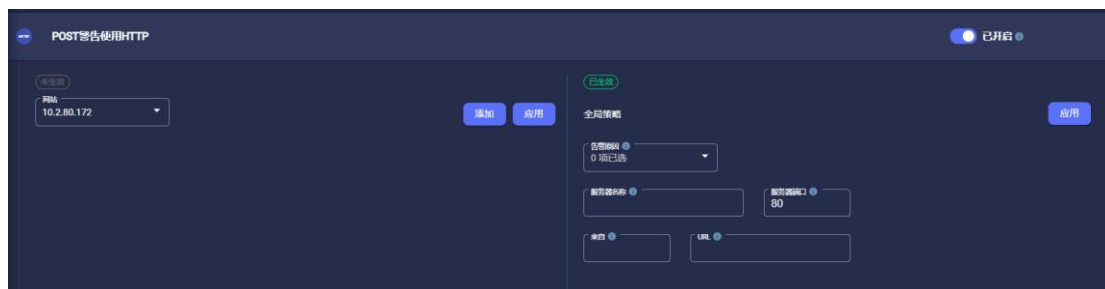 HTTP POST警告使用HTTP 已开启
未生效
网站
10.2.80.172
添加 应用
已生效
全局策略 应用
告警原因
0 项已选
服务器名称 服务器端口
80
来自 URL